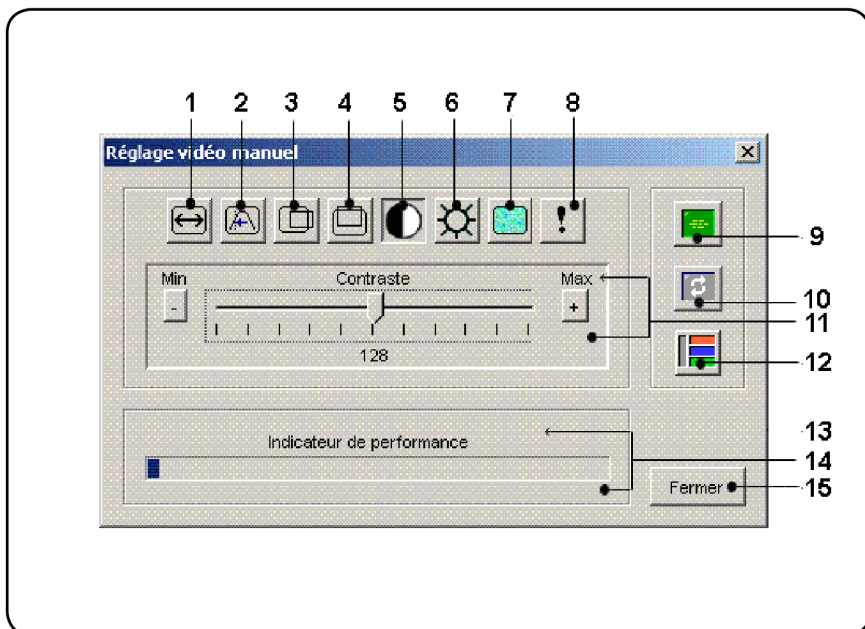 1 2 3 4 5 6 7 8
Réglage vidéo manuel
Min Contraste Max
- +
128
9
10
11
12
Indicateur de performance
13
14
Fermer 15